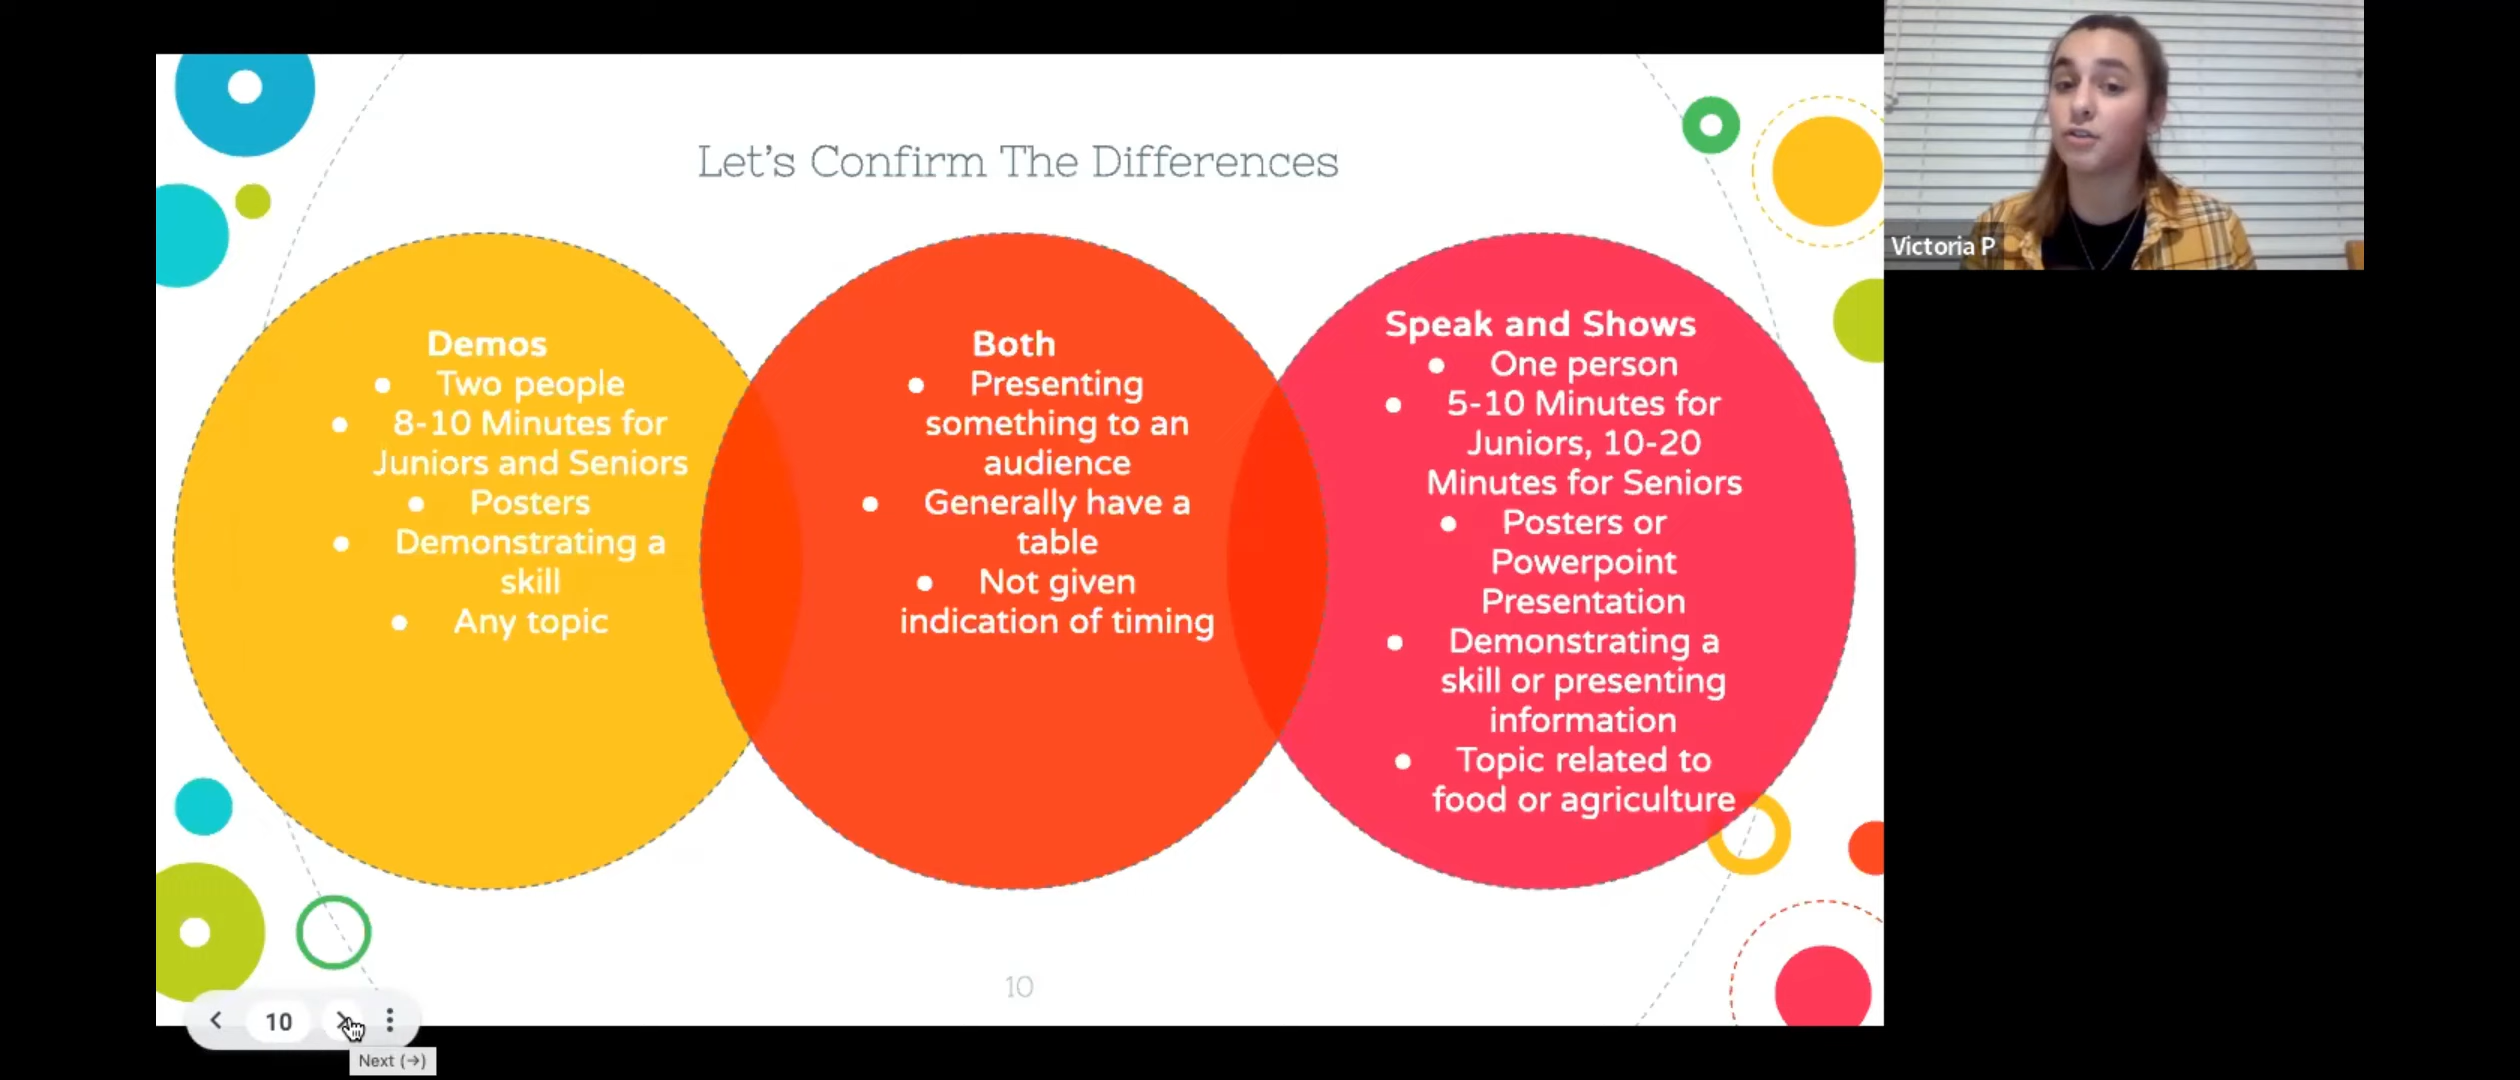 Let's Confirm The Differences
Victoria P
Demos
● Two people
● 8-10 Minutes for
Juniors and Seniors
● Posters
● Demonstrating a
skill
● Any topic
Both
● Presenting
something to an
audience
● Generally have a
table
● Not given
indication of timing
Speak and Shows
● One person
● 5-10 Minutes for
Juniors, 10-20
Minutes for Seniors
● Posters or
Powerpoint
Presentation
● Demonstrating a
skill or presenting
information
● Topic related to
food or agriculture
10
10
Next (→)